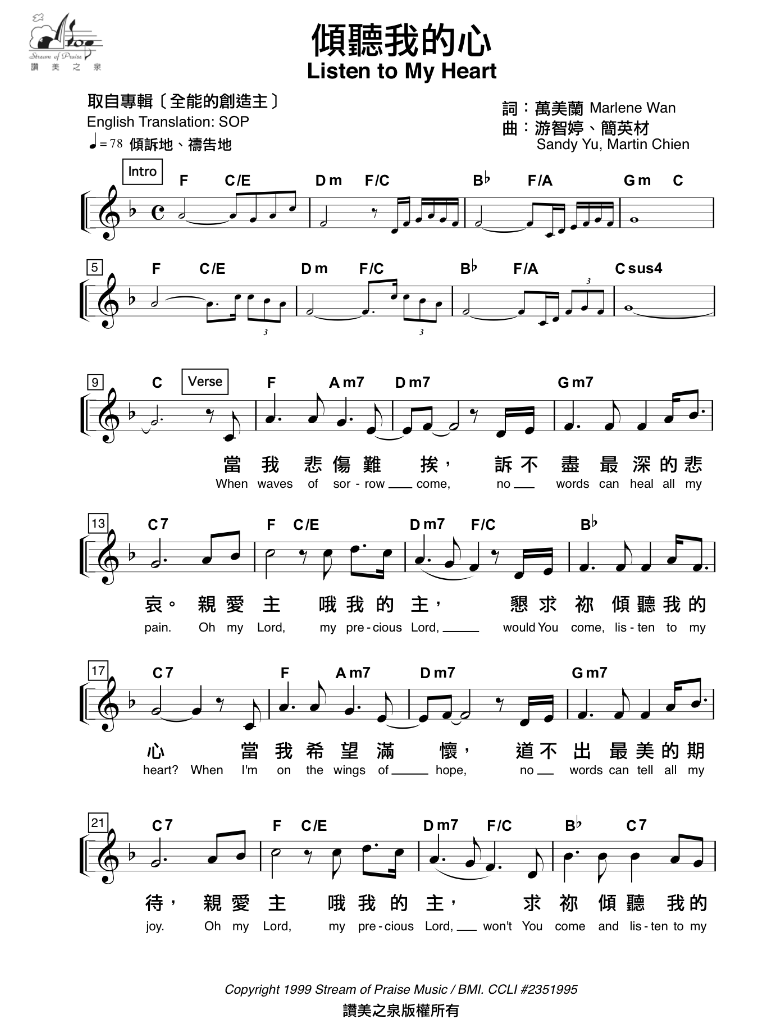 Stream of Praise
讚美之泉
傾聽我的心
Listen to My Heart
取自專輯〔全能的創造主〕
English Translation: SOP
♩= 78 傾訴地、禱告地
詞：萬美蘭 Marlene Wan
曲：游智婷、簡英材
Sandy Yu, Martin Chien
Intro
F C/E Dm F/C B♭ F/A Gm C
5
F C/E Dm F/C B♭ F/A Csus4
3 3 3
9
C Verse F Am7 Dm7 Gm7
當我悲傷難挨，訴不盡最深的悲
When waves of sor-row come, no words can heal all my
13
C7 F C/E Dm7 F/C B♭
哀。親愛主哦我的主，懇求祢傾聽我的
pain. Oh my Lord, my pre-cious Lord, would You come, lis-ten to my
17
C7 F Am7 Dm7 Gm7
心當我希望滿懷，道不出最美的期
heart? When I'm on the wings of hope, no words can tell all my
21
C7 F C/E Dm7 F/C B♭ C7
待，親愛主哦我的主，求祢傾聽我的
joy. Oh my Lord, my pre-cious Lord, won't You come and lis-ten to my
Copyright 1999 Stream of Praise Music / BMI. CCLI #2351995
讚美之泉版權所有